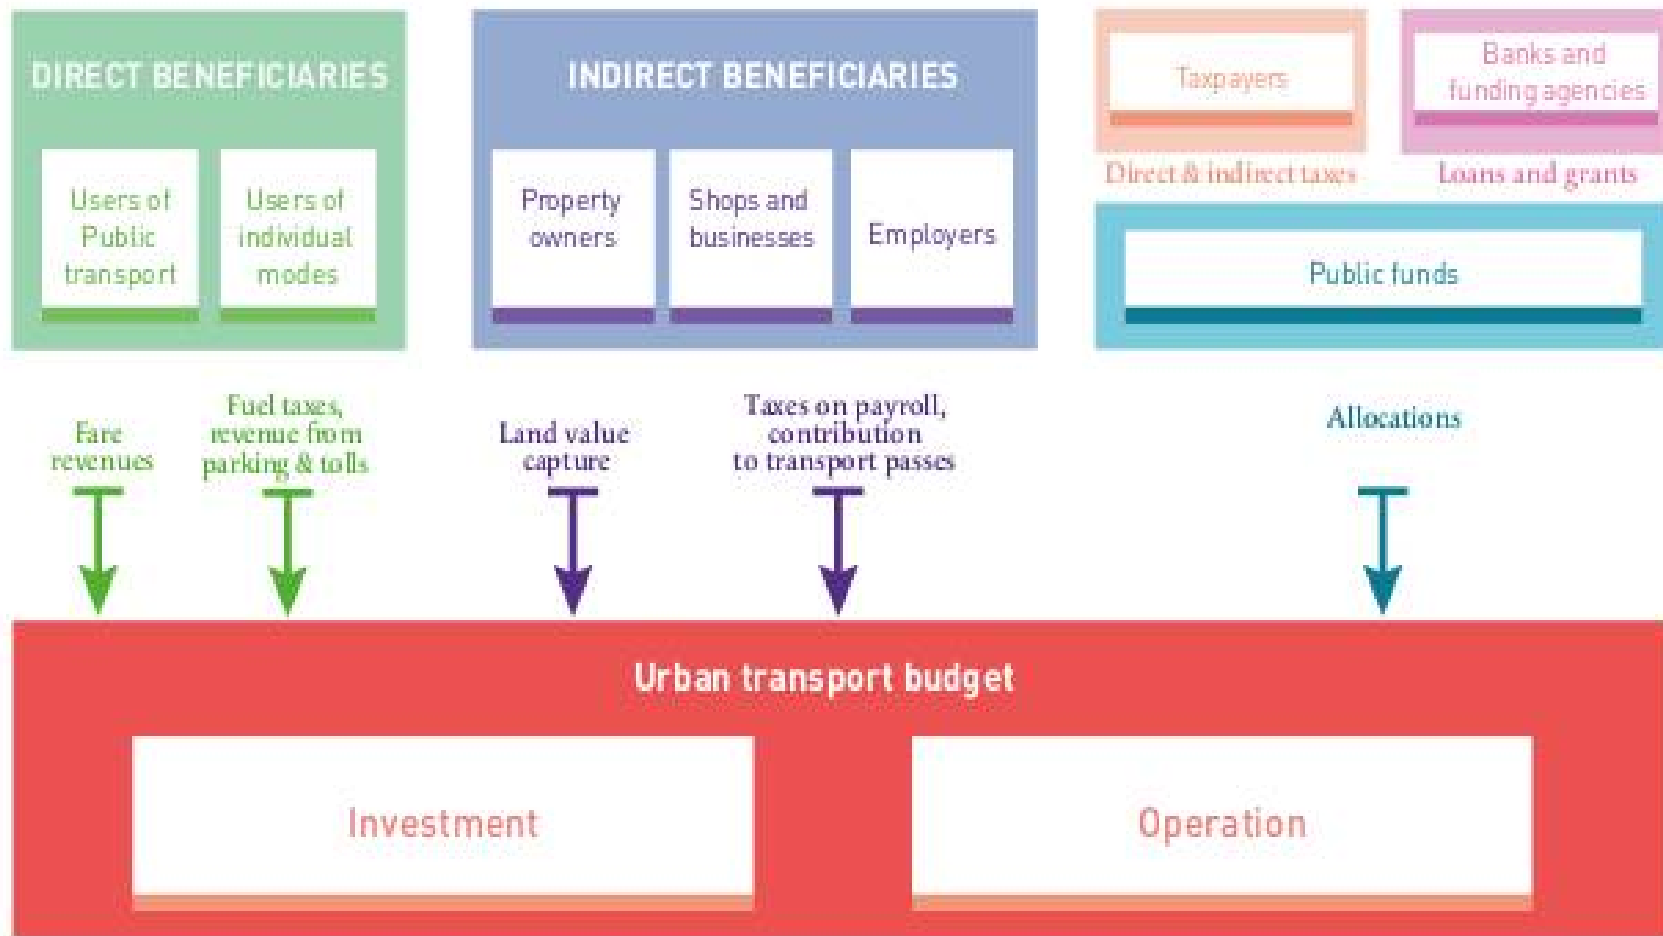 DIRECT BENEFICIARIES
Users of
Public
transport
Users of
individual
modes
INDIRECT BENEFICIARIES
Property
owners
Shops and
businesses
Employers
Taxpayers
Direct & indirect taxes
Banks and
funding agencies
Loans and grants
Public funds
Fare
revenues
Fuel taxes,
revenue from
parking & tolls
Land value
capture
Taxes on payroll,
contribution
to transport passes
Allocations
Urban transport budget
Investment
Operation